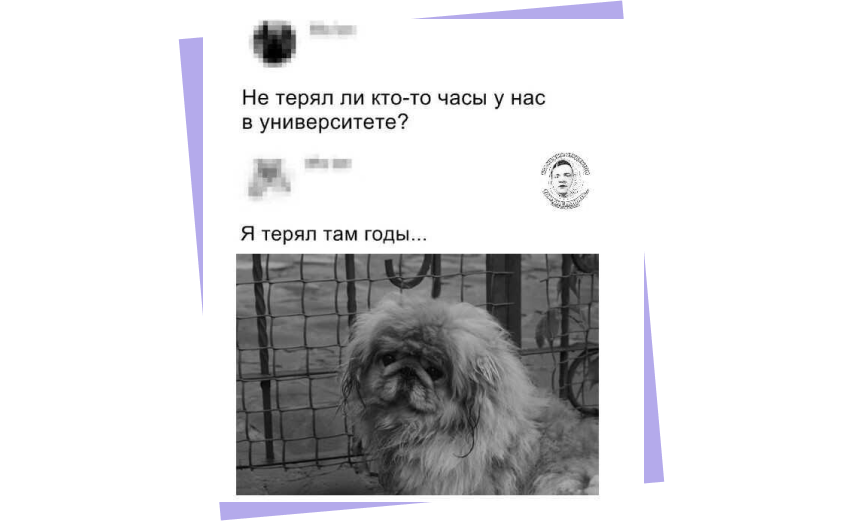 Не терял ли кто-то часы у нас
в университете?
Я терял там годы...